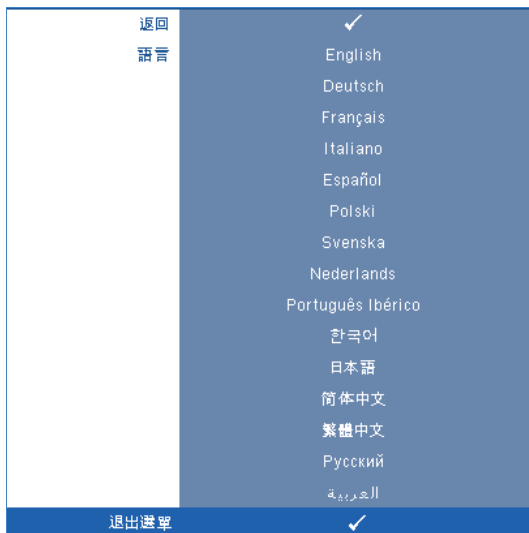 返回 ✓
語言 English
Deutsch
Français
Italiano
Español
Polski
Svenska
Nederlands
Português Ibérico
한국어
日本語
简体中文
繁體中文
Русский
العربية
退出選單 ✓